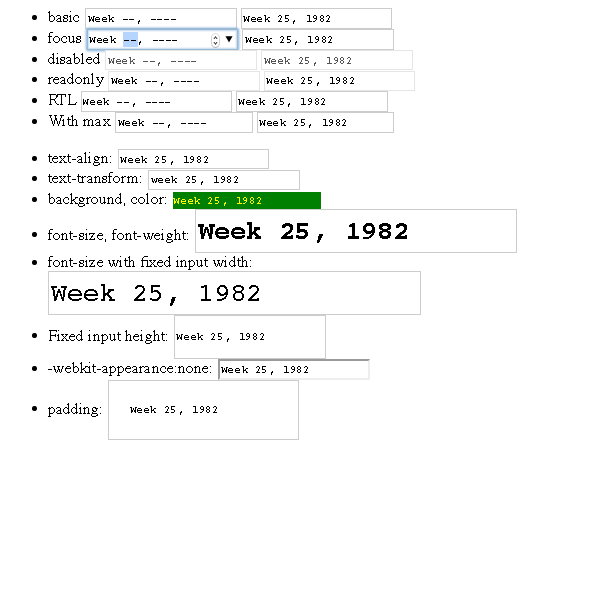 basic Week --, ---- Week 25, 1982
focus Week --, ---- Week 25, 1982
disabled Week --, ---- Week 25, 1982
readonly Week --, ---- Week 25, 1982
RTL Week --, ---- Week 25, 1982
With max Week --, ---- Week 25, 1982
text-align: Week 25, 1982
text-transform: week 25, 1982
background, color: Week 25, 1982
font-size, font-weight: Week 25, 1982
font-size with fixed input width:
Week 25, 1982
Fixed input height: Week 25, 1982
-webkit-appearance:none: Week 25, 1982
padding: Week 25, 1982